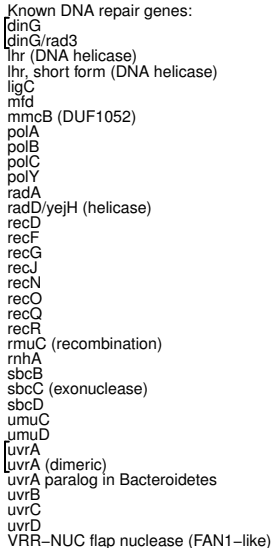 Known DNA repair genes:
dinG
dinG/rad3
lhr (DNA helicase)
lhr, short form (DNA helicase)
ligC
mfd
mmcB (DUF1052)
polA
polB
polC
polY
radA
radD/yejH (helicase)
recD
recF
recG
recJ
recN
recO
recQ
recR
rmuC (recombination)
rnhA
sbcB
sbcC (exonuclease)
sbcD
umuC
umuD
uvrA
uvrA (dimeric)
uvrA paralog in Bacteroidetes
uvrB
uvrC
uvrD
VRR−NUC flap nuclease (FAN1−like)